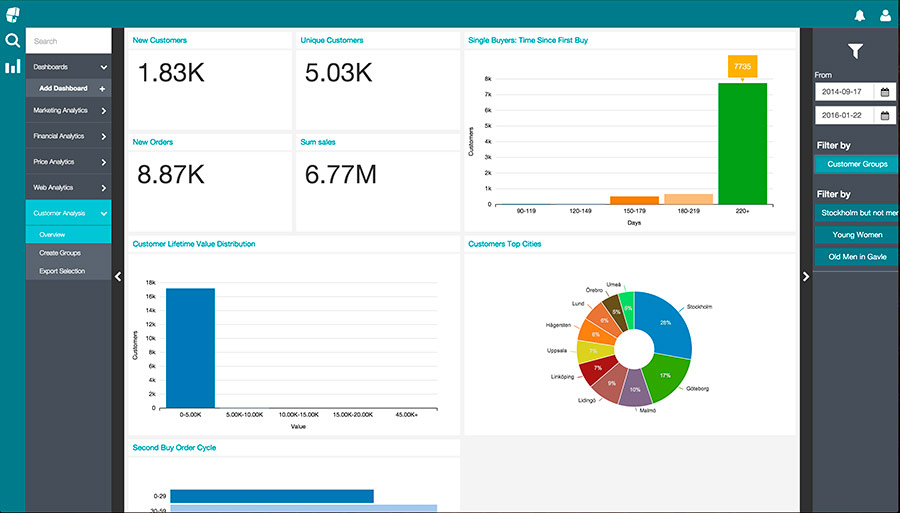 Search
Dashboards
Add Dashboard +
Marketing Analytics
Financial Analytics
Price Analytics
Web Analytics
Customer Analysis
Overview
Create Groups
Export Selection
New Customers
1.83K
Unique Customers
5.03K
New Orders
8.87K
Sum sales
6.77M
Single Buyers: Time Since First Buy
7735
8k
7k
6k
5k
4k
3k
2k
1k
0
Customers
90-119 120-149 150-179 180-219 220+
Days
Customer Lifetime Value Distribution
18k
16k
14k
12k
10k
8k
6k
4k
2k
0
Customers
0-5.00K 5.00K-10.00K 10.00K-15.00K 15.00K-20.00K 45.00K+
Value
Customers Top Cities
Stockholm
28%
Göteborg
17%
Malmö
10%
Lidingö
9%
Linköping
7%
Uppsala
7%
Hägersten
6%
Lund
6%
Örebro
5%
Umeå
5%
Second Buy Order Cycle
0-29
30-59
From
2014-09-17
2016-01-22
Filter by
Customer Groups
Filter by
Stockholm but not mer
Young Women
Old Men in Gavle